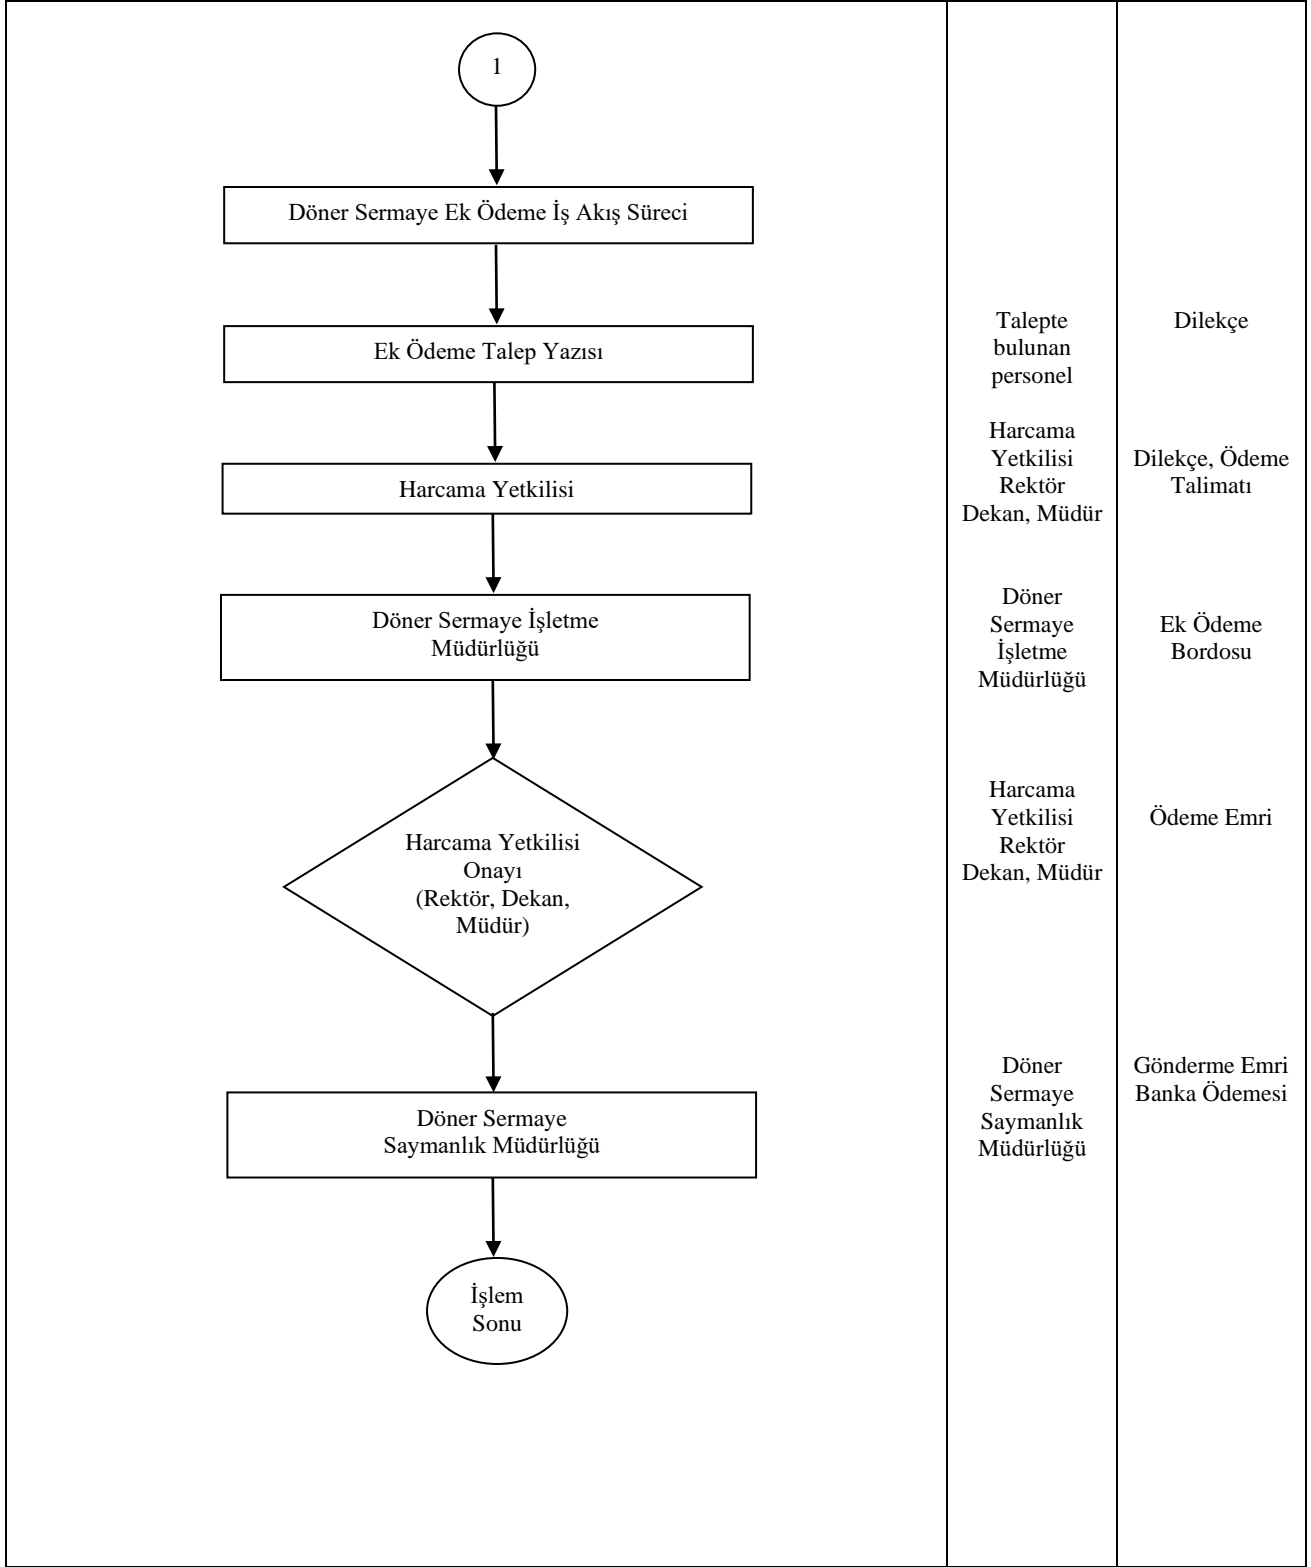 1
Döner Sermaye Ek Ödeme İş Akış Süreci
Ek Ödeme Talep Yazısı
Harcama Yetkilisi
Döner Sermaye İşletme
Müdürlüğü
Harcama Yetkilisi
Onayı
(Rektör, Dekan,
Müdür)
Döner Sermaye
Saymanlık Müdürlüğü
İşlem
Sonu
Talepte
bulunan
personel
Harcama
Yetkilisi
Rektör
Dekan, Müdür
Döner
Sermaye
İşletme
Müdürlüğü
Harcama
Yetkilisi
Rektör
Dekan, Müdür
Döner
Sermaye
Saymanlık
Müdürlüğü
Dilekçe
Dilekçe, Ödeme
Talimatı
Ek Ödeme
Bordosu
Ödeme Emri
Gönderme Emri
Banka Ödemesi